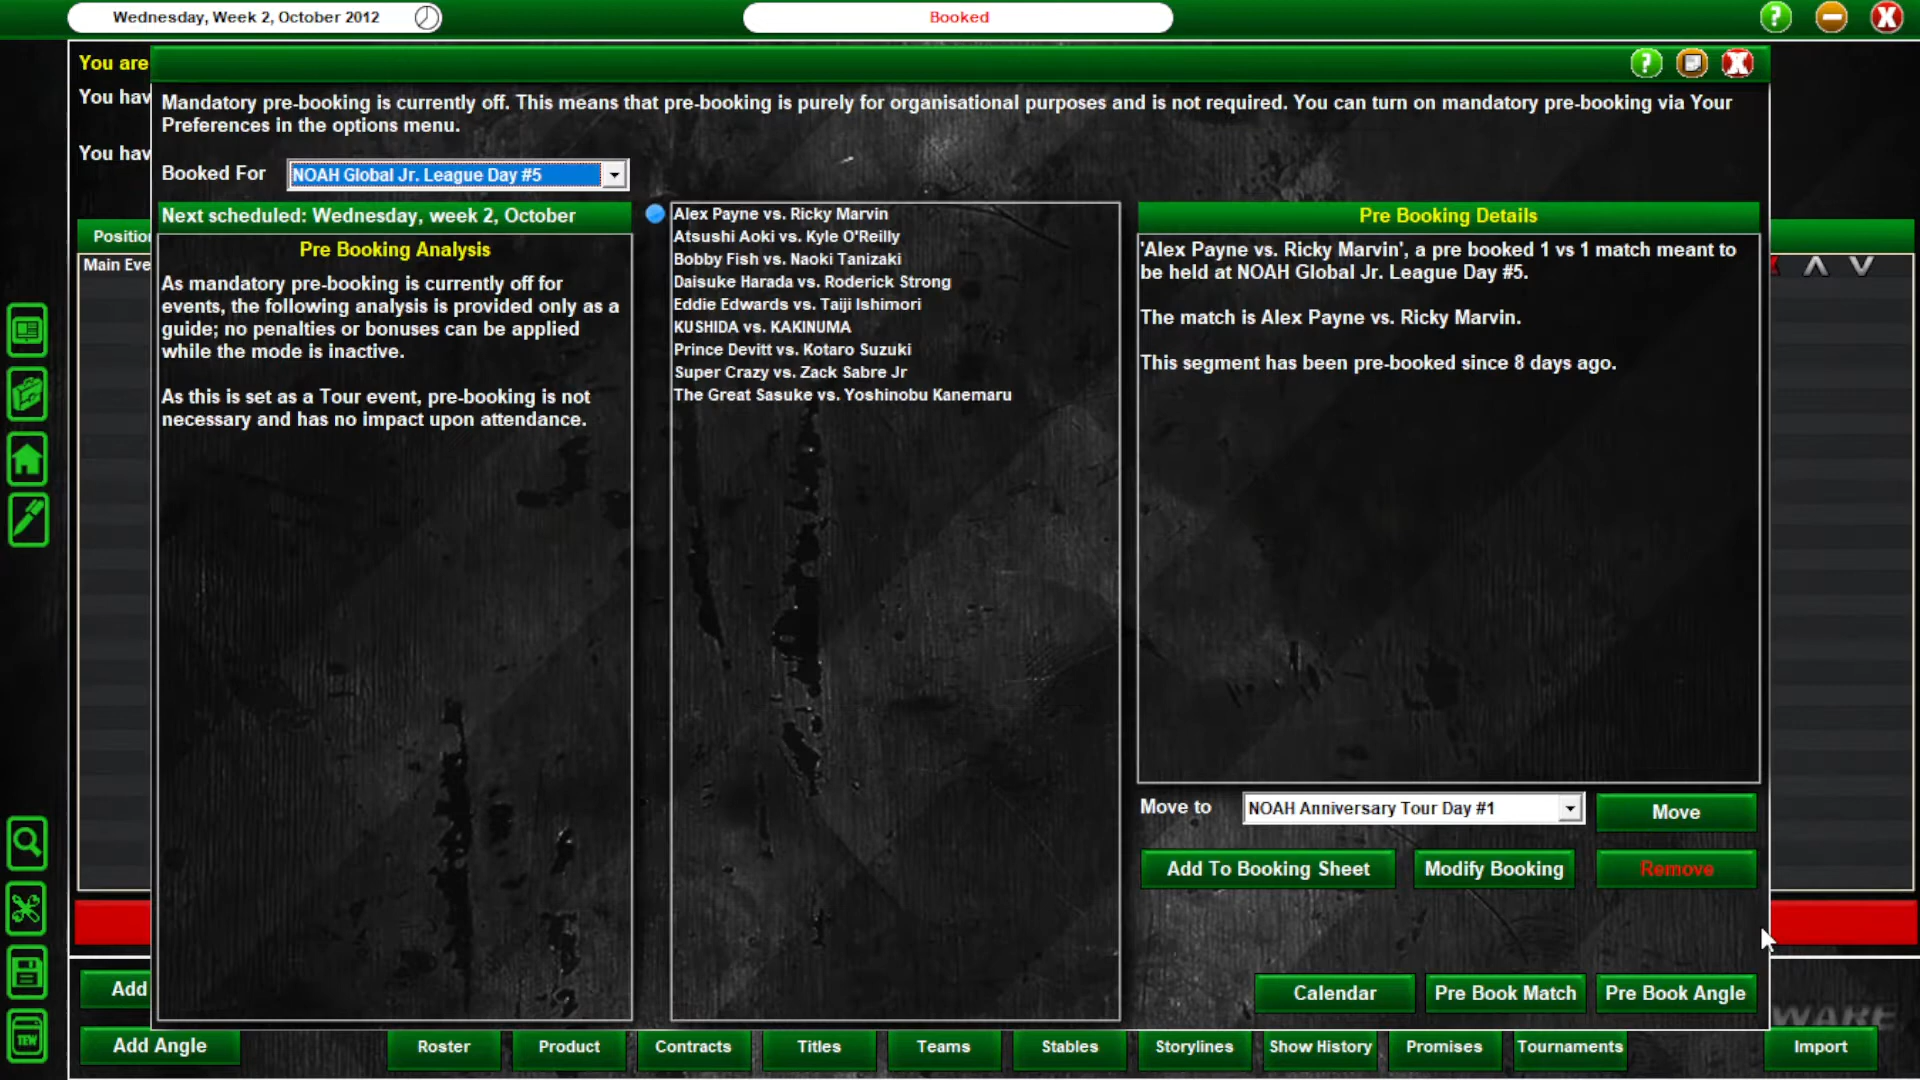 Wednesday, Week 2, October 2012
Booked
You are
You hav
You hav
Mandatory pre-booking is currently off. This means that pre-booking is purely for organisational purposes and is not required. You can turn on mandatory pre-booking via Your
Preferences in the options menu.
Booked For
NOAH Global Jr. League Day #5
Next scheduled: Wednesday, week 2, October
Pre Booking Analysis
As mandatory pre-booking is currently off for
events, the following analysis is provided only as a
guide; no penalties or bonuses can be applied
while the mode is inactive.
As this is set as a Tour event, pre-booking is not
necessary and has no impact upon attendance.
Alex Payne vs. Ricky Marvin
Atsushi Aoki vs. Kyle O'Reilly
Bobby Fish vs. Naoki Tanizaki
Daisuke Harada vs. Roderick Strong
Eddie Edwards vs. Taiji Ishimori
KUSHIDA vs. KAKINUMA
Prince Devitt vs. Kotaro Suzuki
Super Crazy vs. Zack Sabre Jr
The Great Sasuke vs. Yoshinobu Kanemaru
Pre Booking Details
'Alex Payne vs. Ricky Marvin', a pre booked 1 vs 1 match meant to
be held at NOAH Global Jr. League Day #5.
The match is Alex Payne vs. Ricky Marvin.
This segment has been pre-booked since 8 days ago.
Move to
NOAH Anniversary Tour Day #1
Move
Add To Booking Sheet
Modify Booking
Remove
Calendar
Pre Book Match
Pre Book Angle
Positio
Main Eve
Add
WARE
Add Angle
Roster
Product
Contracts
Titles
Teams
Stables
Storylines
Show History
Promises
Tournaments
Import
TEW